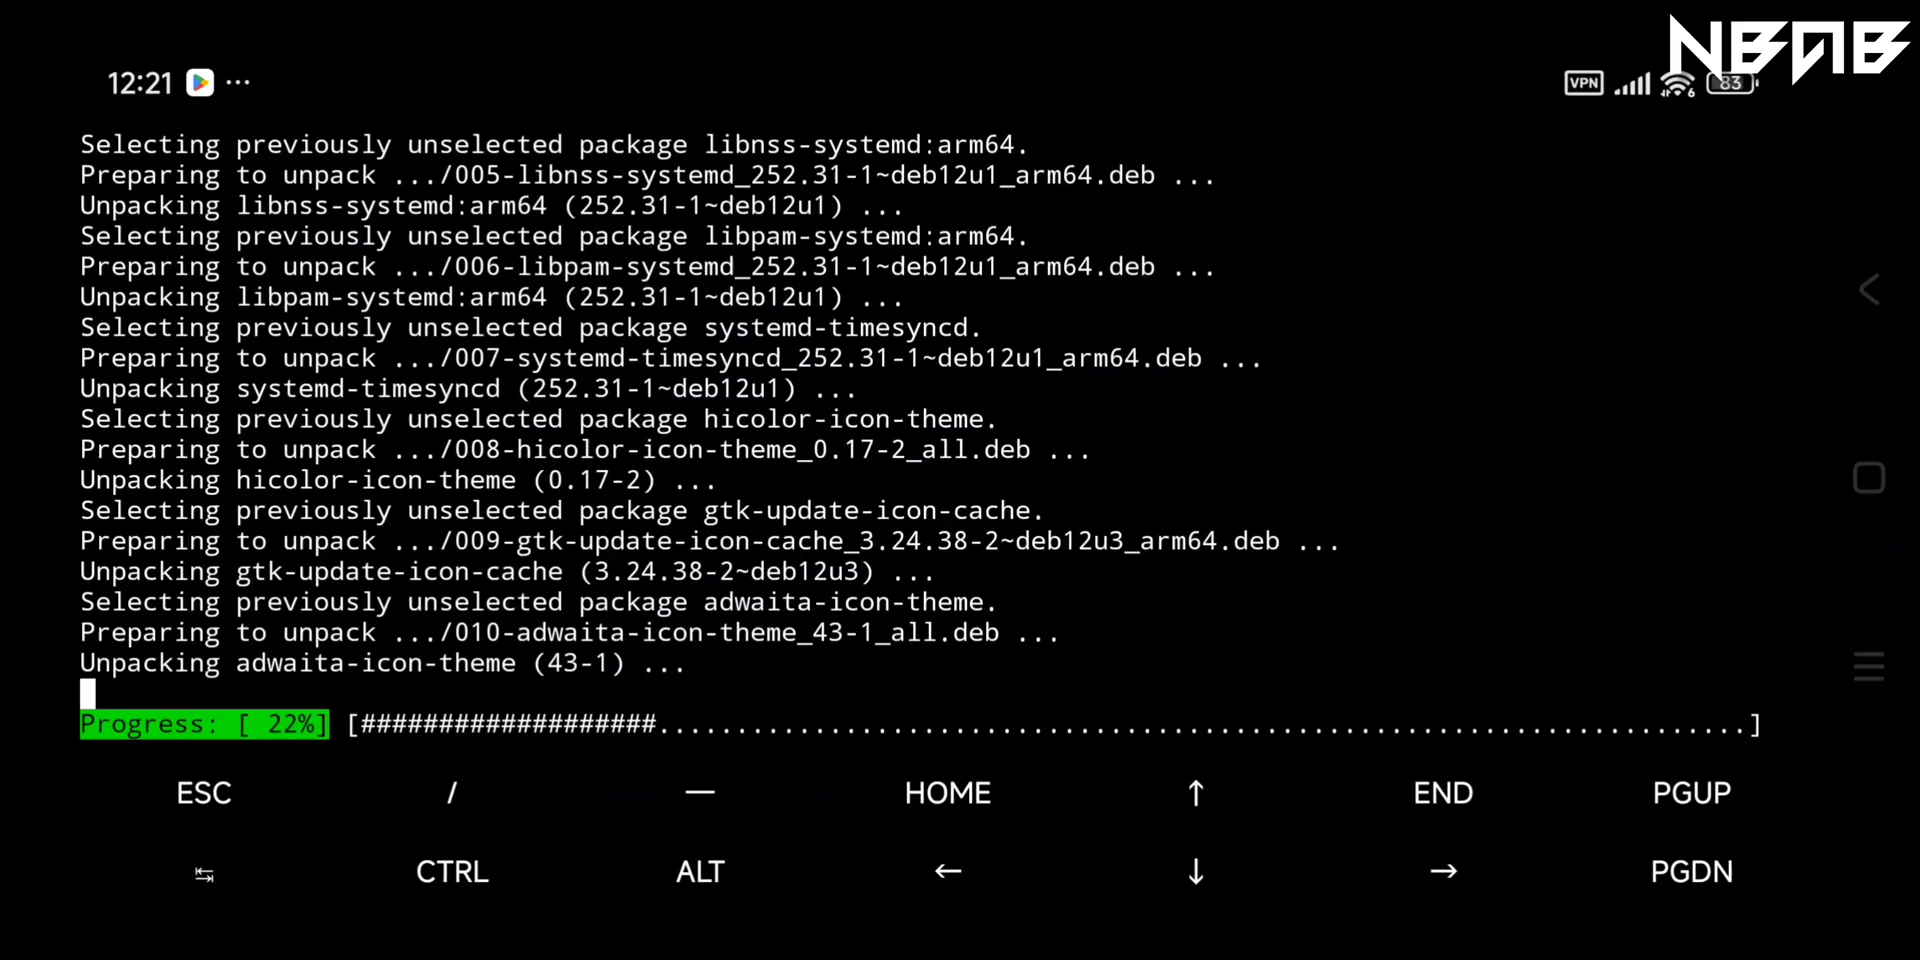 NBAB
12:21 ...
VPN 6 83
Selecting previously unselected package libnss-systemd:arm64.
Preparing to unpack .../005-libnss-systemd_252.31-1~deb12u1_arm64.deb ...
Unpacking libnss-systemd:arm64 (252.31-1~deb12u1) ...
Selecting previously unselected package libpam-systemd:arm64.
Preparing to unpack .../006-libpam-systemd_252.31-1~deb12u1_arm64.deb ...
Unpacking libpam-systemd:arm64 (252.31-1~deb12u1) ...
Selecting previously unselected package systemd-timesyncd.
Preparing to unpack .../007-systemd-timesyncd_252.31-1~deb12u1_arm64.deb ...
Unpacking systemd-timesyncd (252.31-1~deb12u1) ...
Selecting previously unselected package hicolor-icon-theme.
Preparing to unpack .../008-hicolor-icon-theme_0.17-2_all.deb ...
Unpacking hicolor-icon-theme (0.17-2) ...
Selecting previously unselected package gtk-update-icon-cache.
Preparing to unpack .../009-gtk-update-icon-cache_3.24.38-2~deb12u3_arm64.deb ...
Unpacking gtk-update-icon-cache (3.24.38-2~deb12u3) ...
Selecting previously unselected package adwaita-icon-theme.
Preparing to unpack .../010-adwaita-icon-theme_43-1_all.deb ...
Unpacking adwaita-icon-theme (43-1) ...
Progress: [ 22%] [###################......................................................................]
ESC / — HOME ↑ END PGUP
↹ CTRL ALT ← ↓ → PGDN